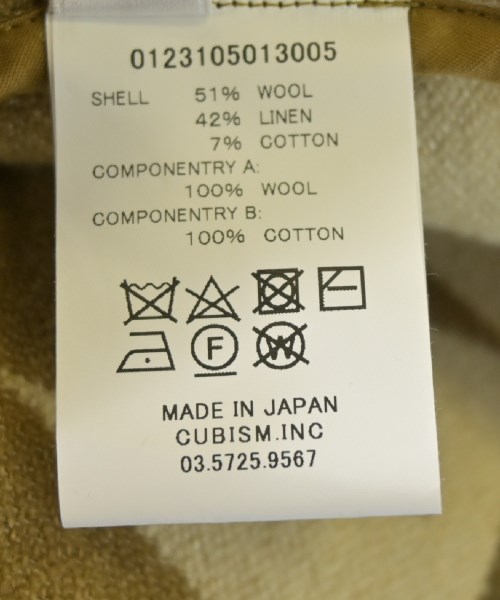 0123105013005
SHELL 51% WOOL
42% LINEN
7% COTTON
COMPONENTRY A:
100% WOOL
COMPONENTRY B:
100% COTTON
F W
MADE IN JAPAN
CUBISM.INC
03.5725.9567